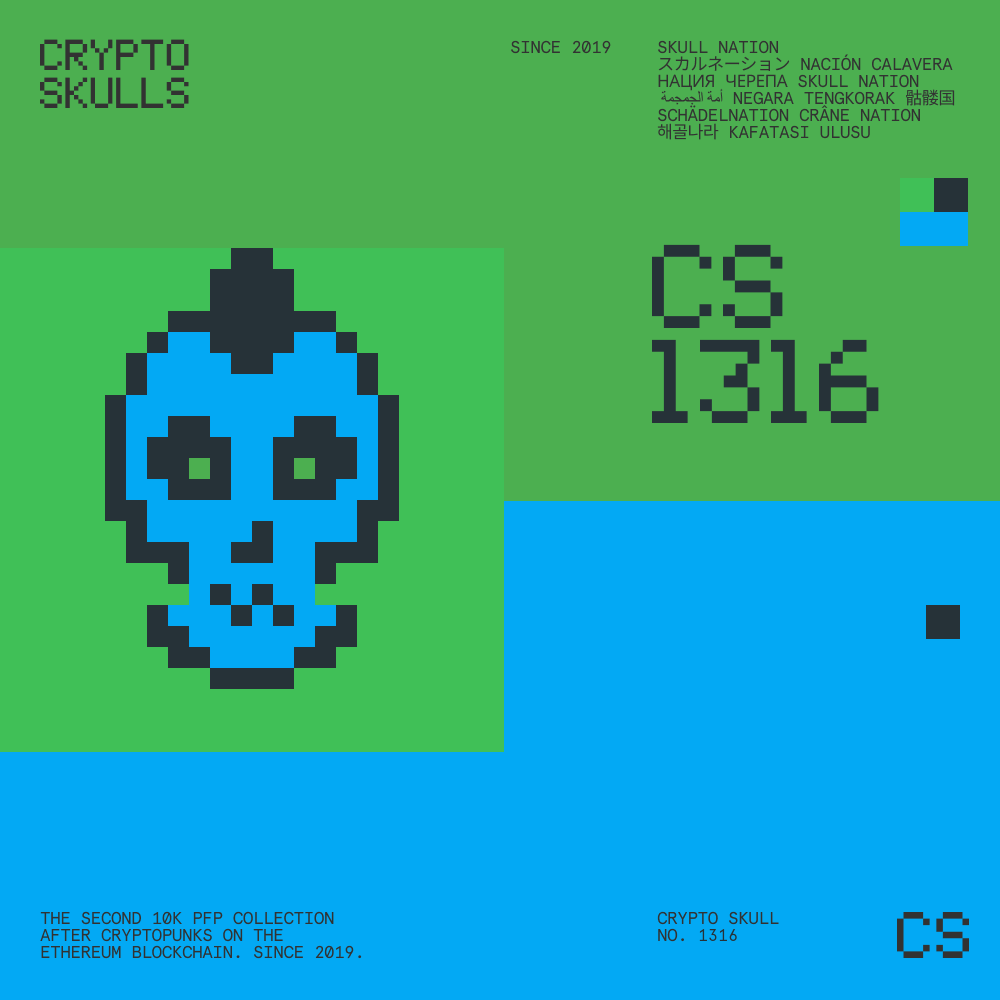 CRYPTO
SKULLS
SINCE 2019
SKULL NATION
スカルネーション NACIÓN CALAVERA
НАЦИЯ ЧЕРЕПА SKULL NATION
أمة الجمجمة NEGARA TENGKORAK 骷髅国
SCHÄDELNATION CRÂNE NATION
해골나라 KAFATASI ULUSU
CS
1316
THE SECOND 10K PFP COLLECTION
AFTER CRYPTOPUNKS ON THE
ETHEREUM BLOCKCHAIN. SINCE 2019.
CRYPTO SKULL
NO. 1316
CS